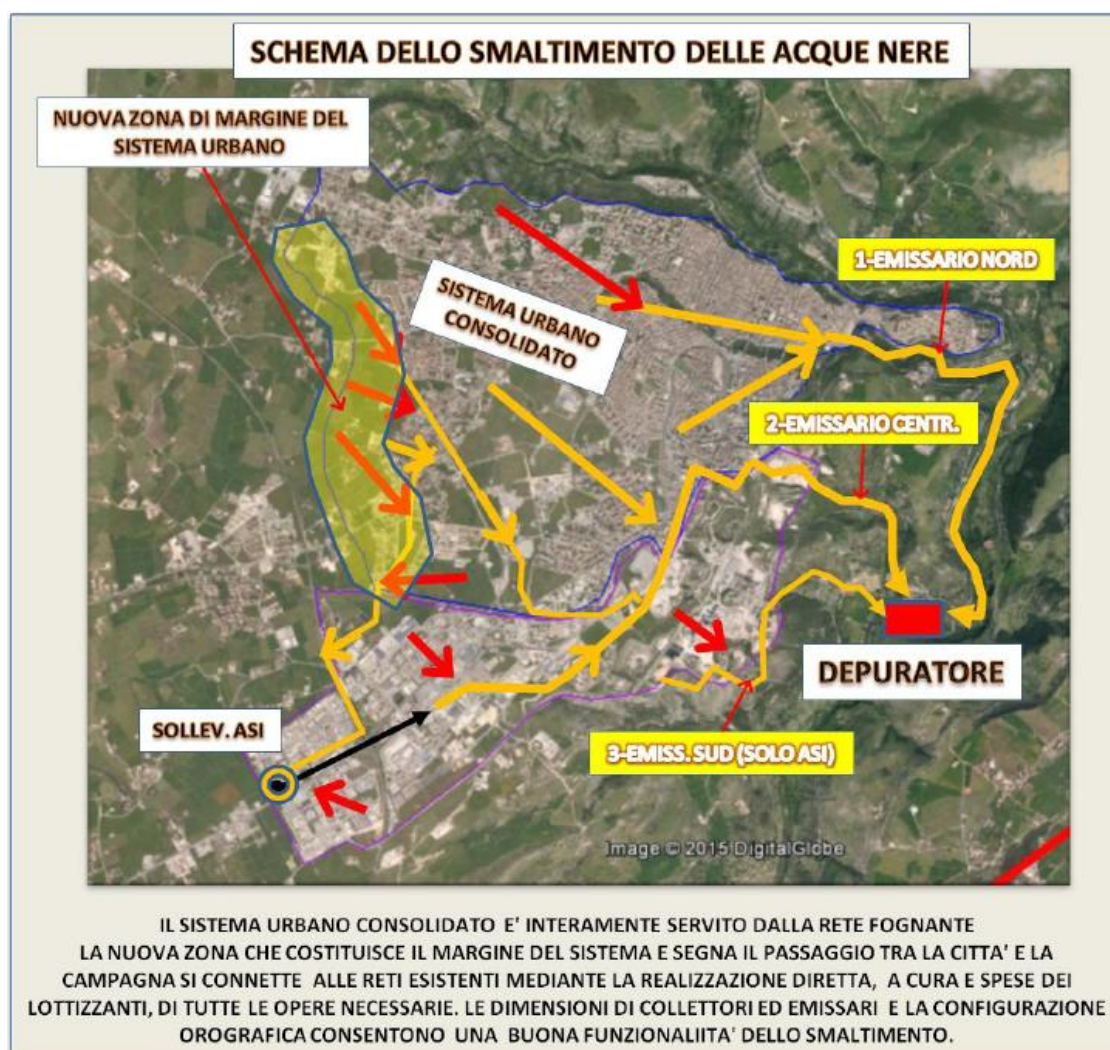 SCHEMA DELLO SMALTIMENTO DELLE ACQUE NERE
NUOVA ZONA DI MARGINE DEL
SISTEMA URBANO
1-EMISSARIO NORD
SISTEMA URBANO
CONSOLIDATO
2-EMISSARIO CENTR.
DEPURATORE
SOLLEV. ASI
3-EMISS. SUD (SOLO ASI)
Image © 2015 DigitalGlobe
IL SISTEMA URBANO CONSOLIDATO E' INTERAMENTE SERVITO DALLA RETE FOGNANTE
LA NUOVA ZONA CHE COSTITUISCE IL MARGINE DEL SISTEMA E SEGNA IL PASSAGGIO TRA LA CITTA' E LA
CAMPAGNA SI CONNETTE ALLE RETI ESISTENTI MEDIANTE LA REALIZZAZIONE DIRETTA, A CURA E SPESE DEI
LOTTIZZANTI, DI TUTTE LE OPERE NECESSARIE. LE DIMENSIONI DI COLLETTORI ED EMISSARI E LA CONFIGURAZIONE
OROGRAFICA CONSENTONO UNA BUONA FUNZIONALIITA' DELLO SMALTIMENTO.